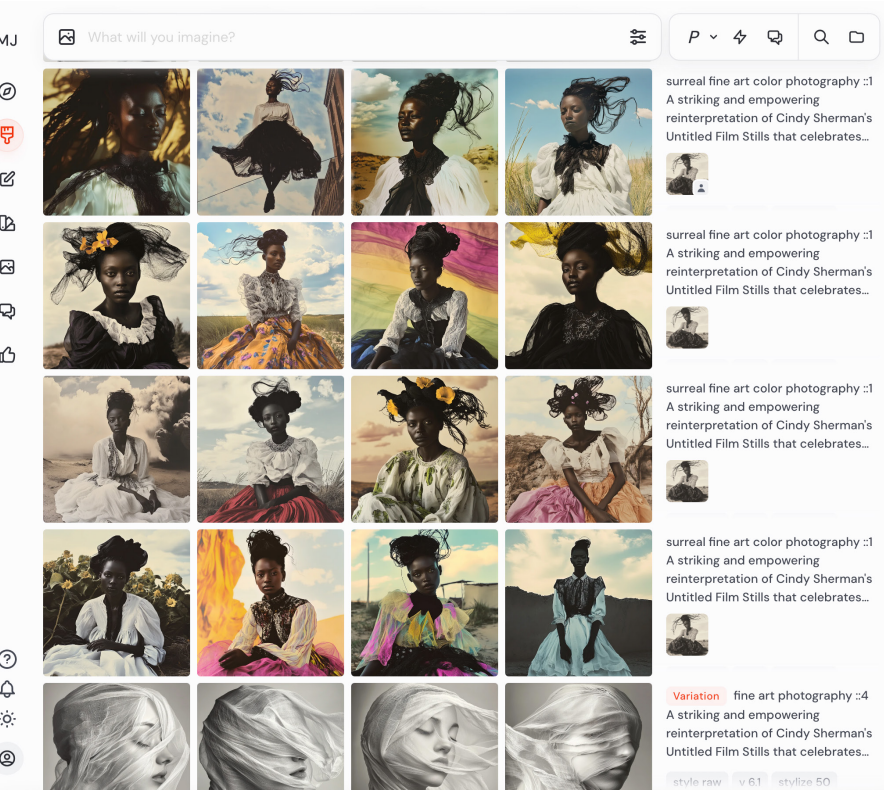 MJ
What will you imagine?
P
surreal fine art color photography ::1
A striking and empowering
reinterpretation of Cindy Sherman's
Untitled Film Stills that celebrates...
surreal fine art color photography ::1
A striking and empowering
reinterpretation of Cindy Sherman's
Untitled Film Stills that celebrates...
surreal fine art color photography ::1
A striking and empowering
reinterpretation of Cindy Sherman's
Untitled Film Stills that celebrates...
surreal fine art color photography ::1
A striking and empowering
reinterpretation of Cindy Sherman's
Untitled Film Stills that celebrates...
Variation fine art photography ::4
A striking and empowering
reinterpretation of Cindy Sherman's
Untitled Film Stills that celebrates...
style raw v 6.1 stylize 50